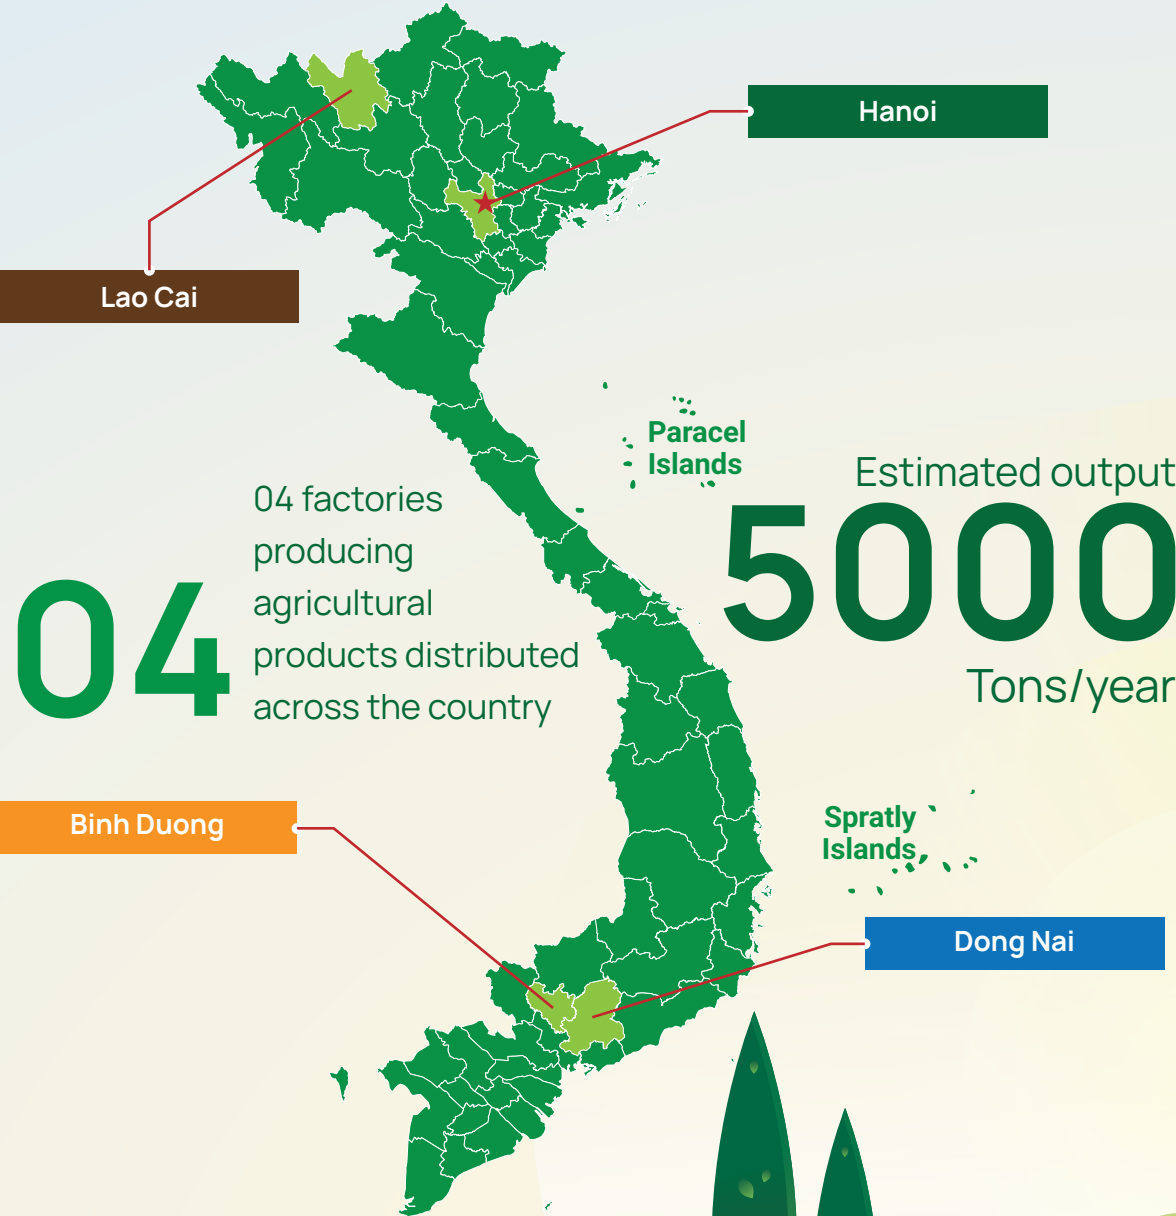 Hanoi
Lao Cai
Paracel
Islands
Estimated output
5000
Tons/year
04
04 factories
producing
agricultural
products distributed
across the country
Binh Duong
Spratly
Islands
Dong Nai